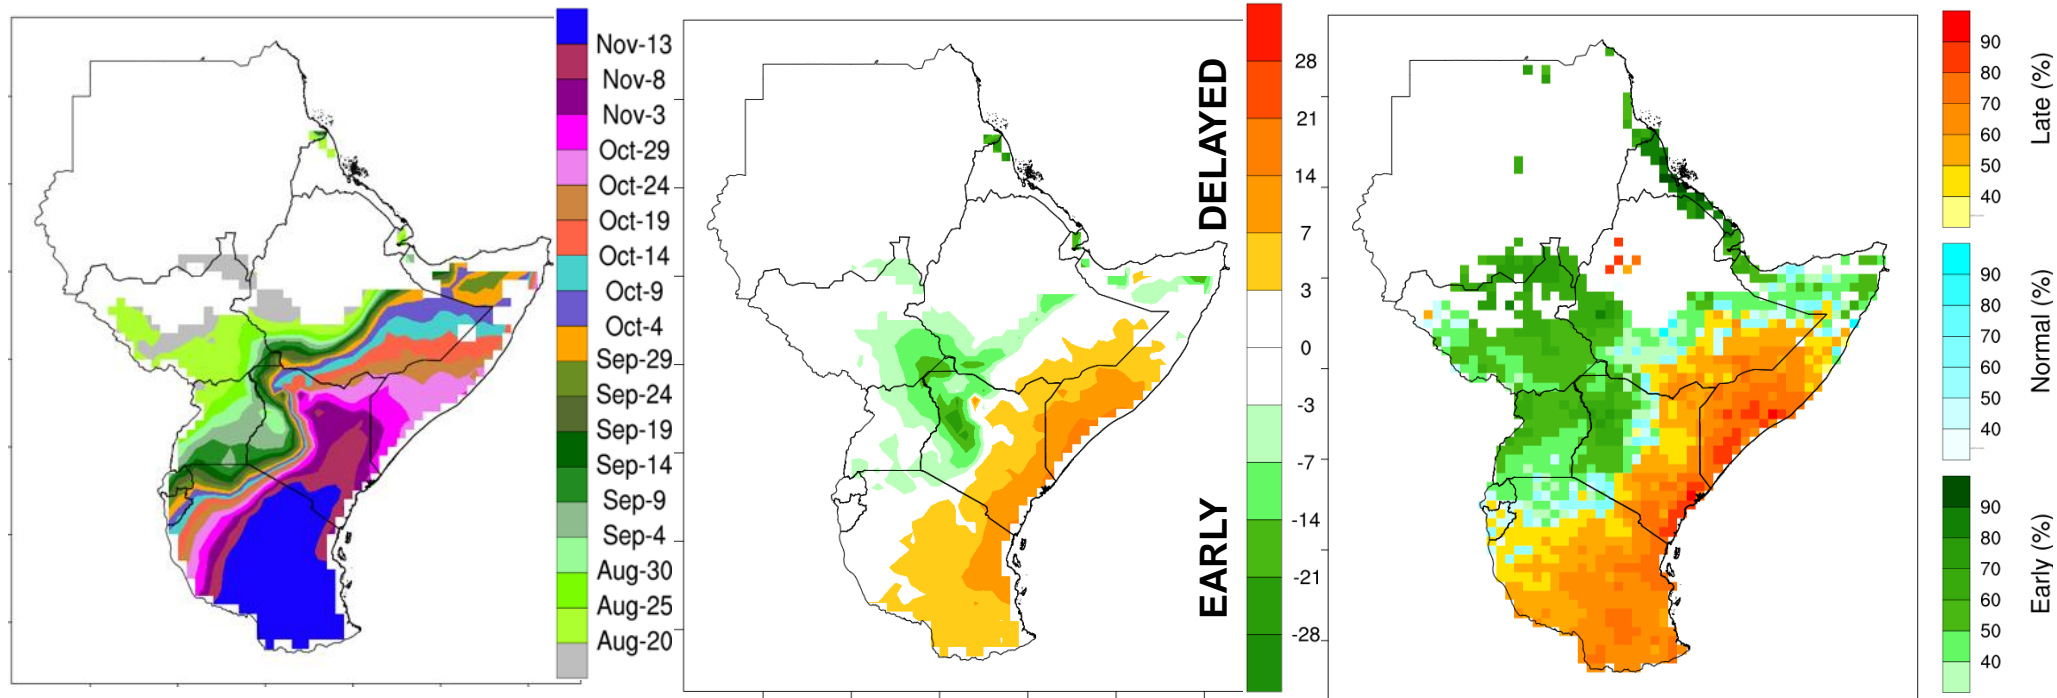 Nov-13
Nov-8
Nov-3
Oct-29
Oct-24
Oct-19
Oct-14
Oct-9
Oct-4
Sep-29
Sep-24
Sep-19
Sep-14
Sep-9
Sep-4
Aug-30
Aug-25
Aug-20
DELAYED
EARLY
28
21
14
7
3
0
-3
-7
-14
-21
-28
90
80
70
60
50
40
Late (%)
90
80
70
60
50
40
Normal (%)
90
80
70
60
50
40
Early (%)